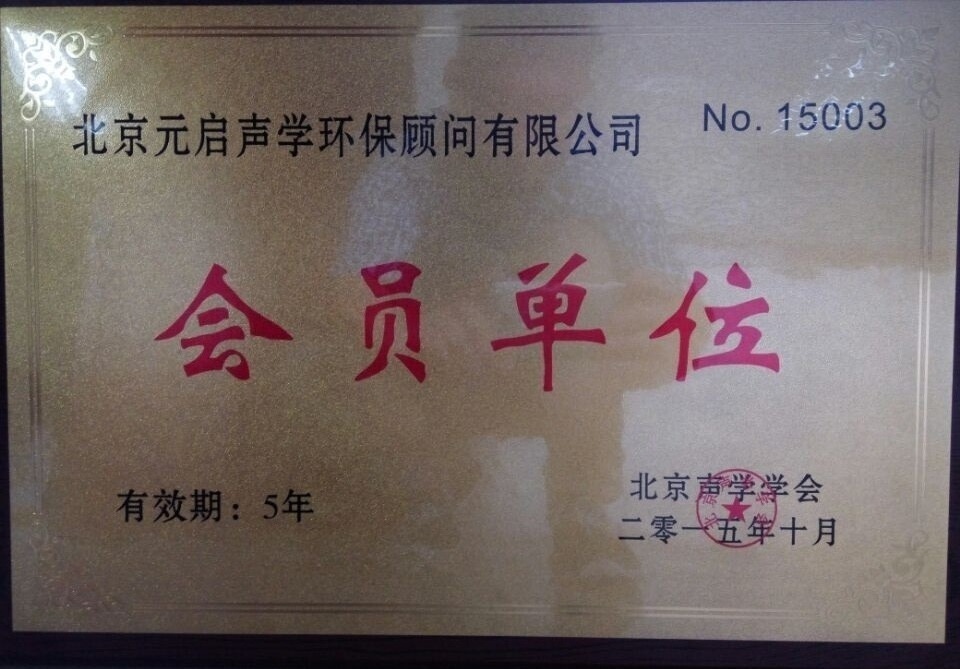 北京元启声学环保顾问有限公司 No. 15003
会员单位
有效期：5年
北京声学学会
二零一五年十月